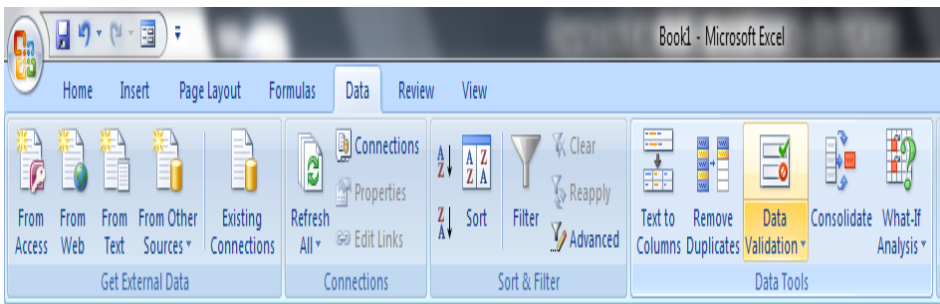 Book1 - Microsoft Excel
Home Insert Page Layout Formulas Data Review View
From Access
From Web
From Text
From Other Sources
Existing Connections
Get External Data
Refresh All
Connections
Properties
Edit Links
Connections
A Z
Z A
A Z Z A
Sort
Filter
Clear
Reapply
Advanced
Sort & Filter
Text to Columns
Remove Duplicates
Data Validation
Consolidate
What-If Analysis
Data Tools